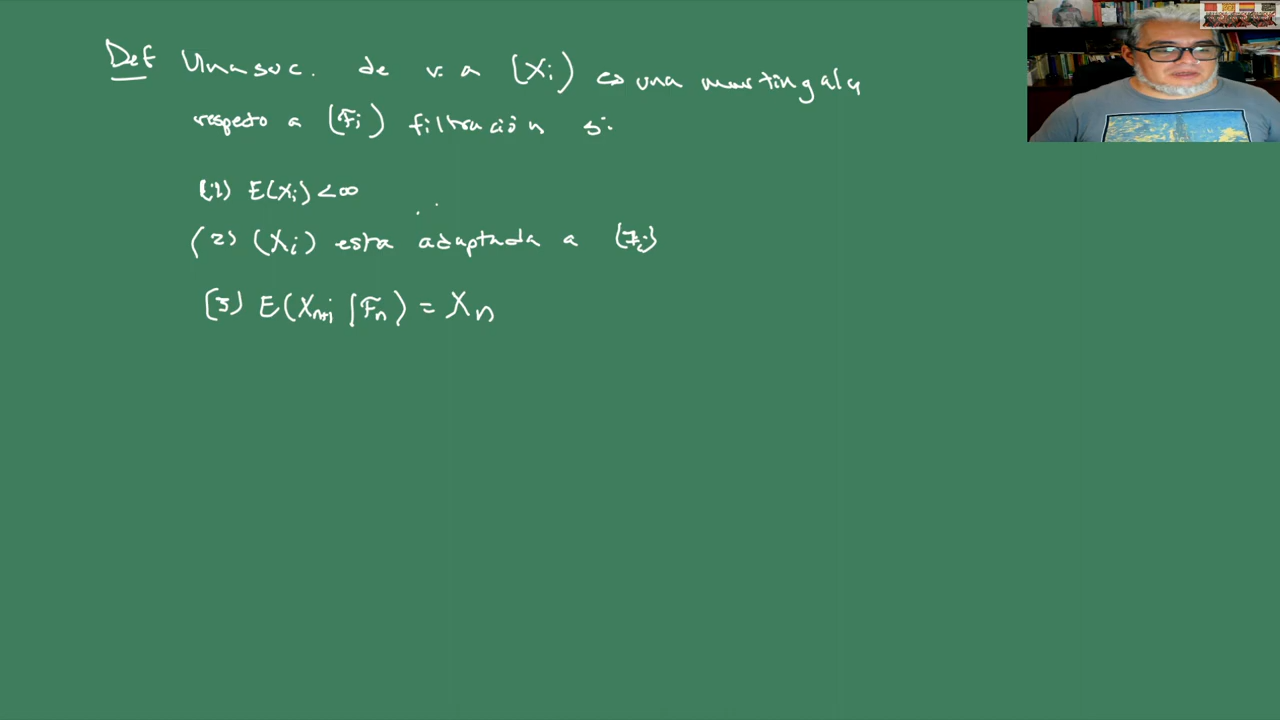 Def Una suc. de v. a (Xi) es una martingala
respecto a (Fi) filtración si:
(1) E(Xi) < ∞
(2) (Xi) esta adaptada a (Fi)
(3) E(Xn+1 | Fn) = Xn